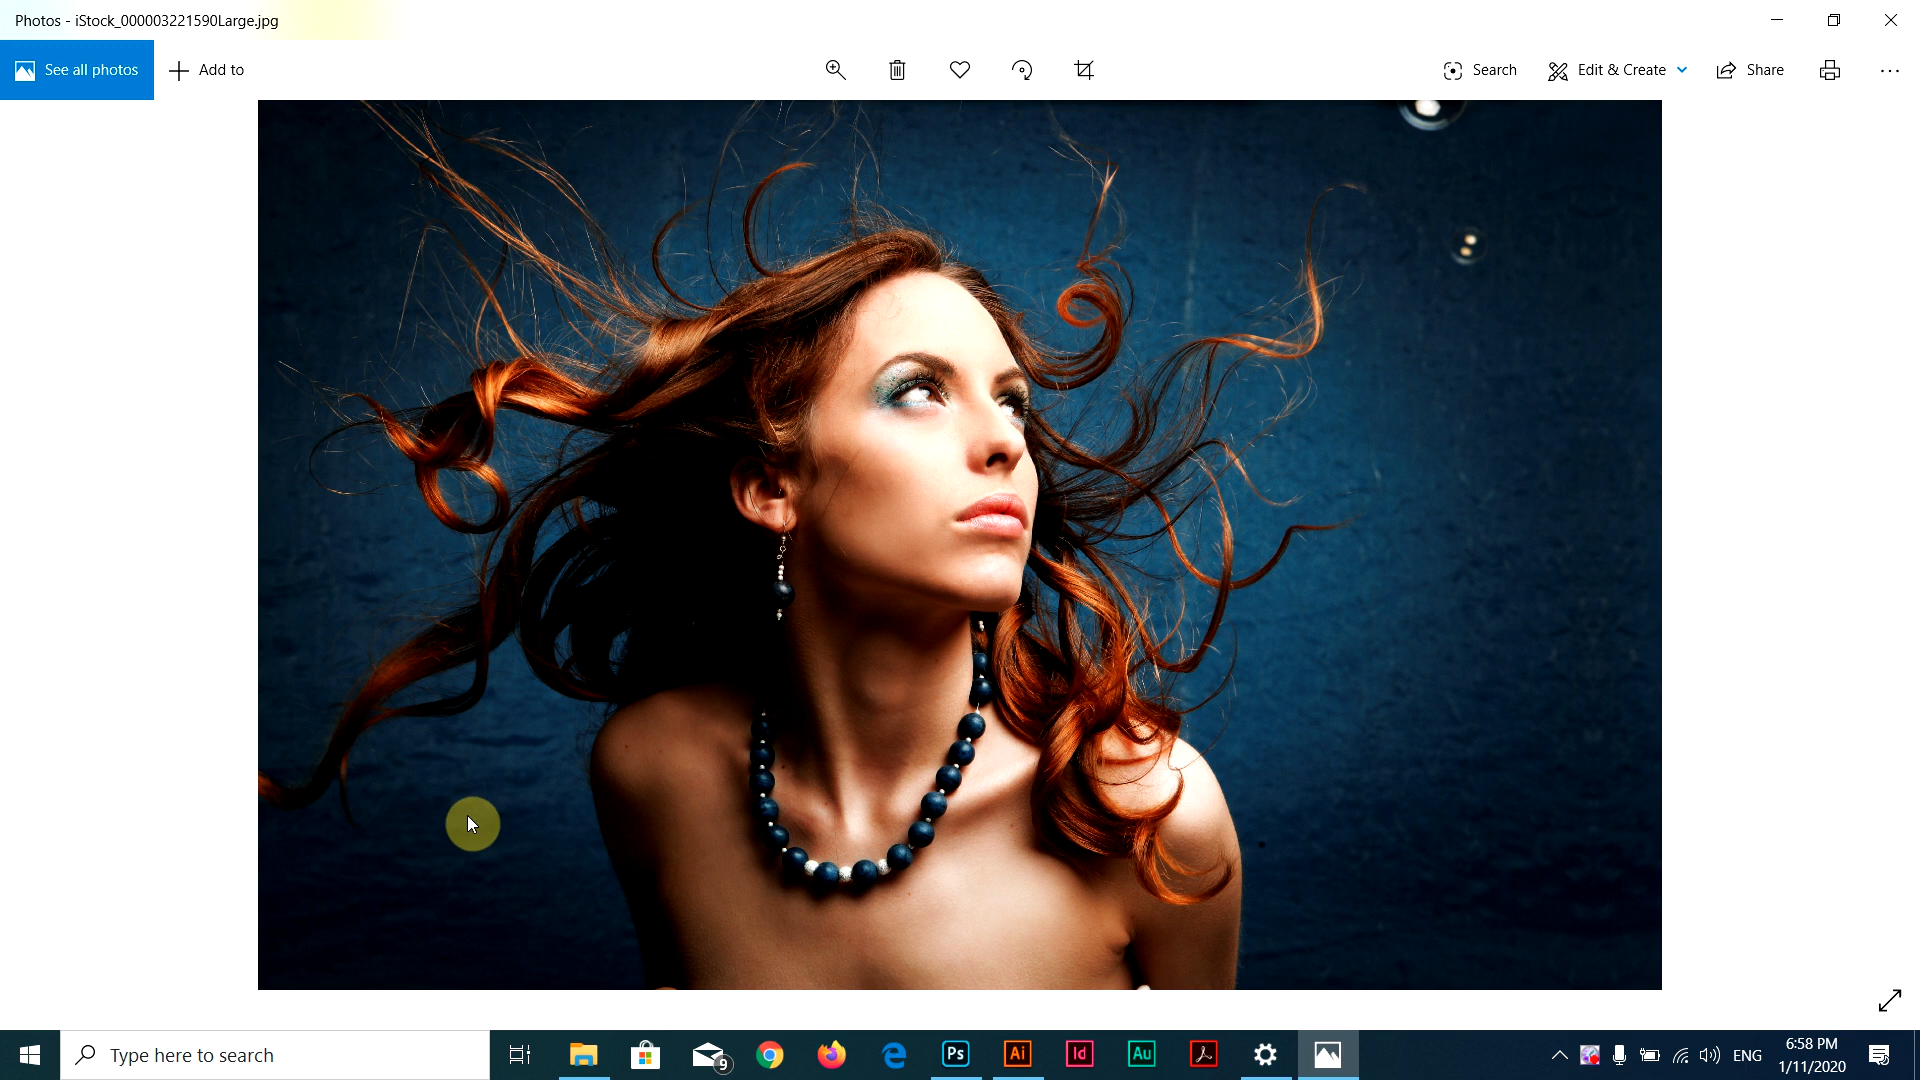 Photos - iStock_000003221590Large.jpg
See all photos
Add to
Search
Edit & Create
Share
Type here to search
9
Ps
Ai
Id
Au
ENG
6:58 PM
1/11/2020